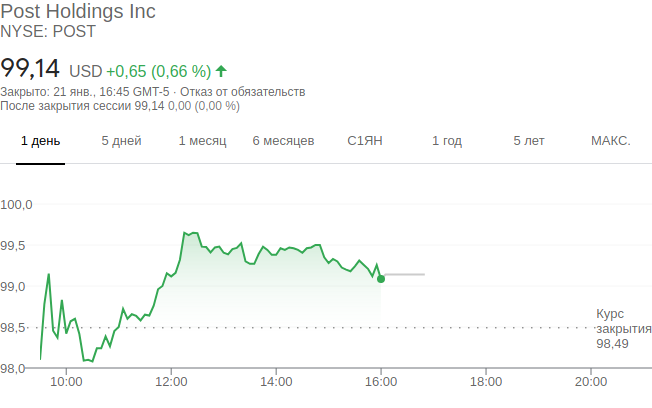 Post Holdings Inc
NYSE: POST
99,14 USD +0,65 (0,66 %)
Закрыто: 21 янв., 16:45 GMT-5 · Отказ от обязательств
После закрытия сессии 99,14 0,00 (0,00 %)
1 день 5 дней 1 месяц 6 месяцев С1ЯН 1 год 5 лет МАКС.
100,0
99,5
99,0
98,5
98,0
Курс
закрытия
98,49
10:00 12:00 14:00 16:00 18:00 20:00